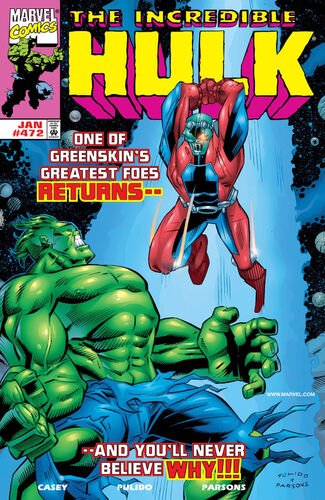 MARVEL
COMICS
THE INCREDIBLE
HULK
JAN
#472
ONE OF
GREENSKIN'S
GREATEST FOES
RETURNS--
WWW.MARVEL.COM
--AND YOU'LL NEVER
BELIEVE WHY!!!
CASEY PULIDO PARSONS
PULIDO
+
PARSONS